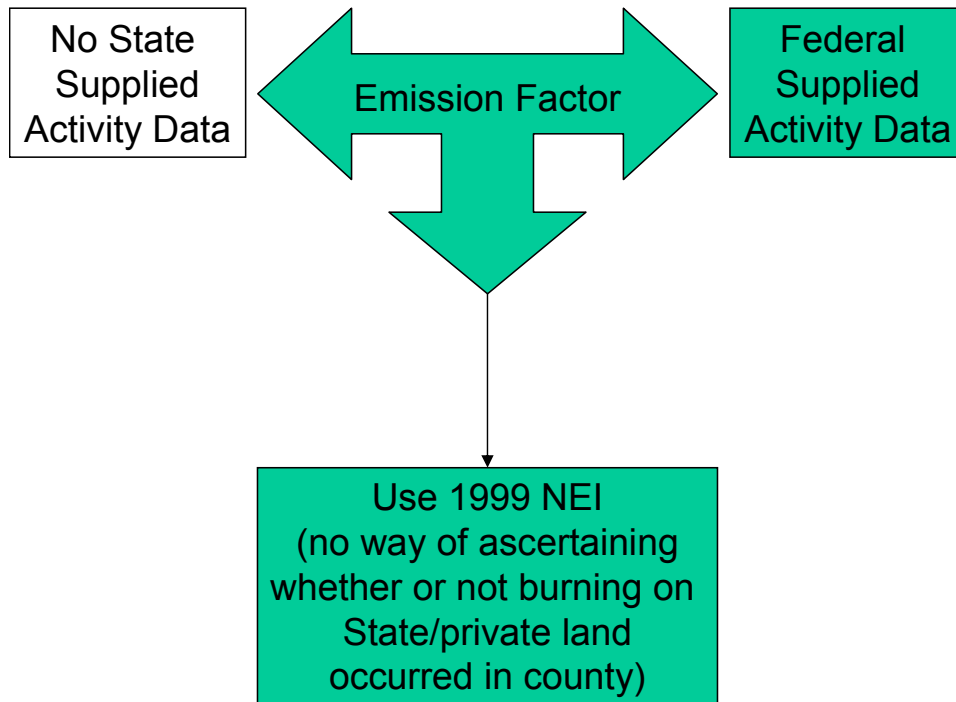 No State
Supplied
Activity Data
Emission Factor
Federal
Supplied
Activity Data
Use 1999 NEI
(no way of ascertaining
whether or not burning on
State/private land
occurred in county)